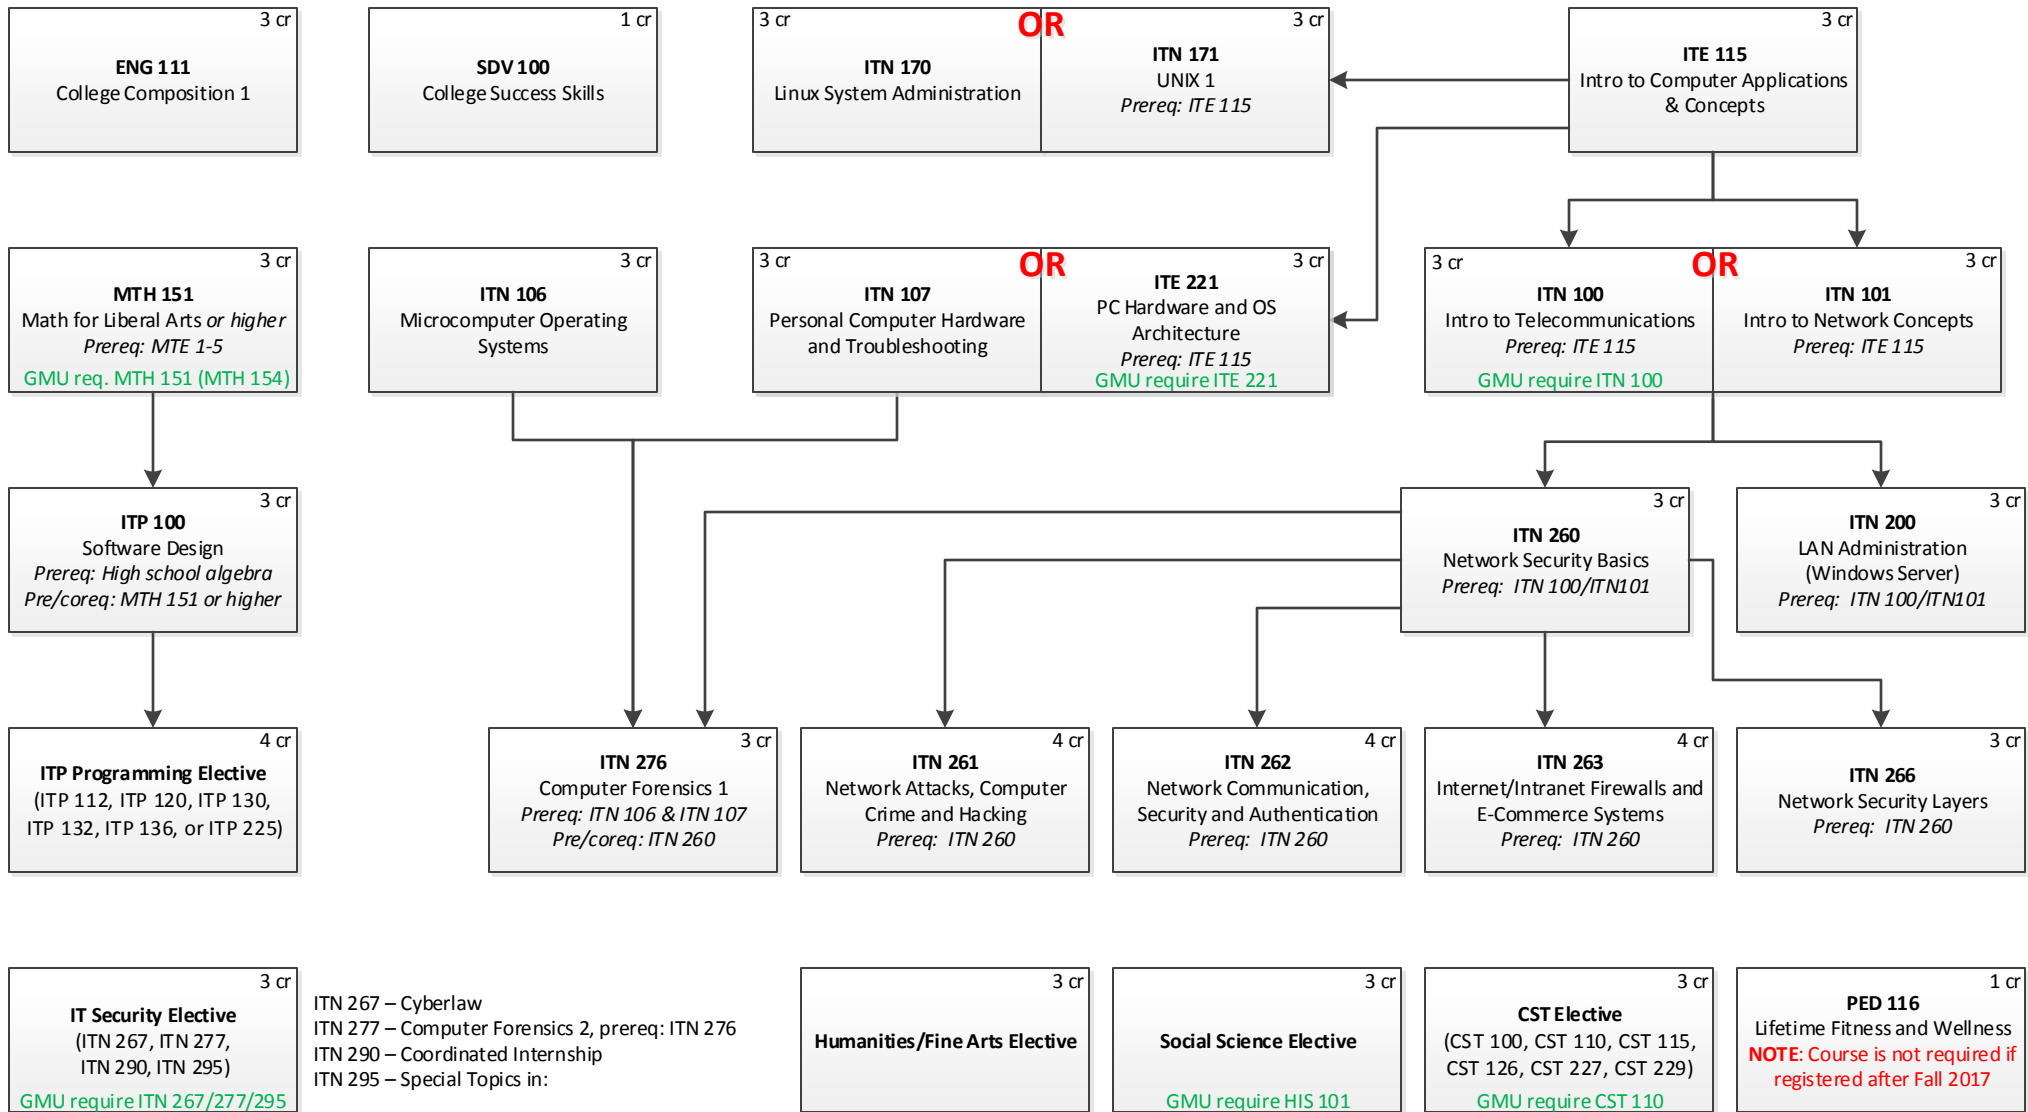 3 cr
ENG 111
College Composition 1
1 cr
SDV 100
College Success Skills
OR
3 cr
ITN 170
Linux System Administration
3 cr
ITN 171
UNIX 1
Prereq: ITE 115
3 cr
ITE 115
Intro to Computer Applications
& Concepts
3 cr
MTH 151
Math for Liberal Arts or higher
Prereq: MTE 1-5
GMU req. MTH 151 (MTH 154)
3 cr
ITN 106
Microcomputer Operating
Systems
OR
3 cr
ITN 107
Personal Computer Hardware
and Troubleshooting
3 cr
ITE 221
PC Hardware and OS
Architecture
Prereq: ITE 115
GMU require ITE 221
OR
3 cr
ITN 100
Intro to Telecommunications
Prereq: ITE 115
GMU require ITN 100
3 cr
ITN 101
Intro to Network Concepts
Prereq: ITE 115
3 cr
ITP 100
Software Design
Prereq: High school algebra
Pre/coreq: MTH 151 or higher
3 cr
ITN 260
Network Security Basics
Prereq: ITN 100/ITN101
3 cr
ITN 200
LAN Administration
(Windows Server)
Prereq: ITN 100/ITN101
4 cr
ITP Programming Elective
(ITP 112, ITP 120, ITP 130,
ITP 132, ITP 136, or ITP 225)
3 cr
ITN 276
Computer Forensics 1
Prereq: ITN 106 & ITN 107
Pre/coreq: ITN 260
4 cr
ITN 261
Network Attacks, Computer
Crime and Hacking
Prereq: ITN 260
4 cr
ITN 262
Network Communication,
Security and Authentication
Prereq: ITN 260
4 cr
ITN 263
Internet/Intranet Firewalls and
E-Commerce Systems
Prereq: ITN 260
3 cr
ITN 266
Network Security Layers
Prereq: ITN 260
3 cr
IT Security Elective
(ITN 267, ITN 277,
ITN 290, ITN 295)
GMU require ITN 267/277/295
ITN 267 – Cyberlaw
ITN 277 – Computer Forensics 2, prereq: ITN 276
ITN 290 – Coordinated Internship
ITN 295 – Special Topics in:
3 cr
Humanities/Fine Arts Elective
3 cr
Social Science Elective
GMU require HIS 101
3 cr
CST Elective
(CST 100, CST 110, CST 115,
CST 126, CST 227, CST 229)
GMU require CST 110
1 cr
PED 116
Lifetime Fitness and Wellness
NOTE: Course is not required if
registered after Fall 2017